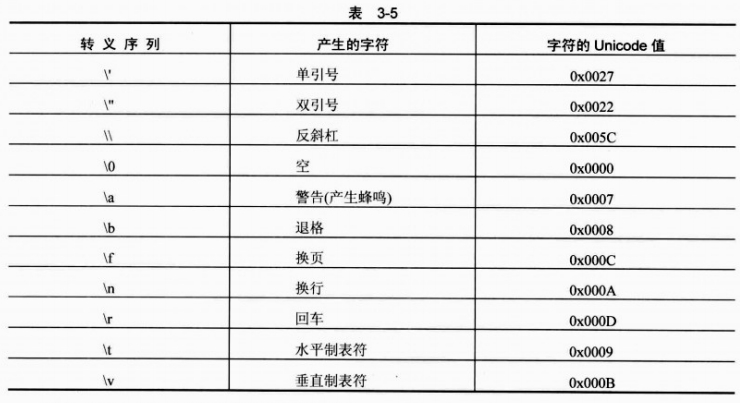 表 3-5
转 义 序 列 产生的字符 字符的 Unicode 值
\' 单引号 0x0027
\" 双引号 0x0022
\\ 反斜杠 0x005C
\0 空 0x0000
\a 警告(产生蜂鸣) 0x0007
\b 退格 0x0008
\f 换页 0x000C
\n 换行 0x000A
\r 回车 0x000D
\t 水平制表符 0x0009
\v 垂直制表符 0x000B